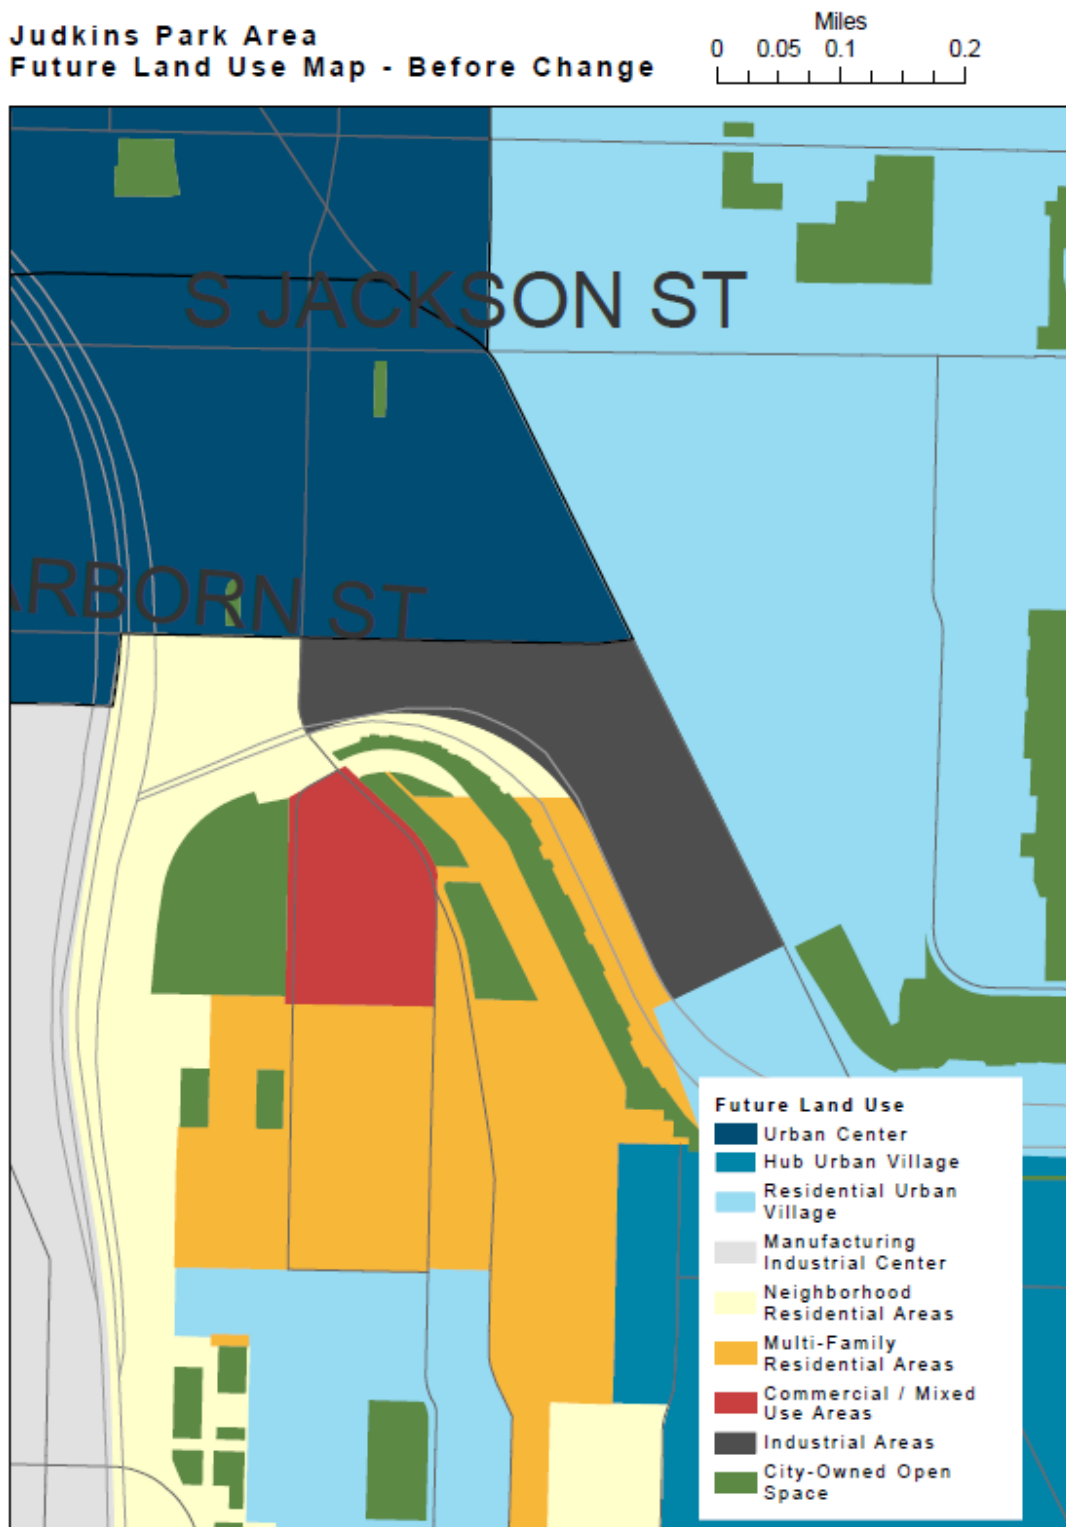 Judkins Park Area
Future Land Use Map - Before Change
Miles
0 0.05 0.1 0.2
S JACKSON ST
ARBORN ST
Future Land Use
Urban Center
Hub Urban Village
Residential Urban
Village
Manufacturing
Industrial Center
Neighborhood
Residential Areas
Multi-Family
Residential Areas
Commercial / Mixed
Use Areas
Industrial Areas
City-Owned Open
Space